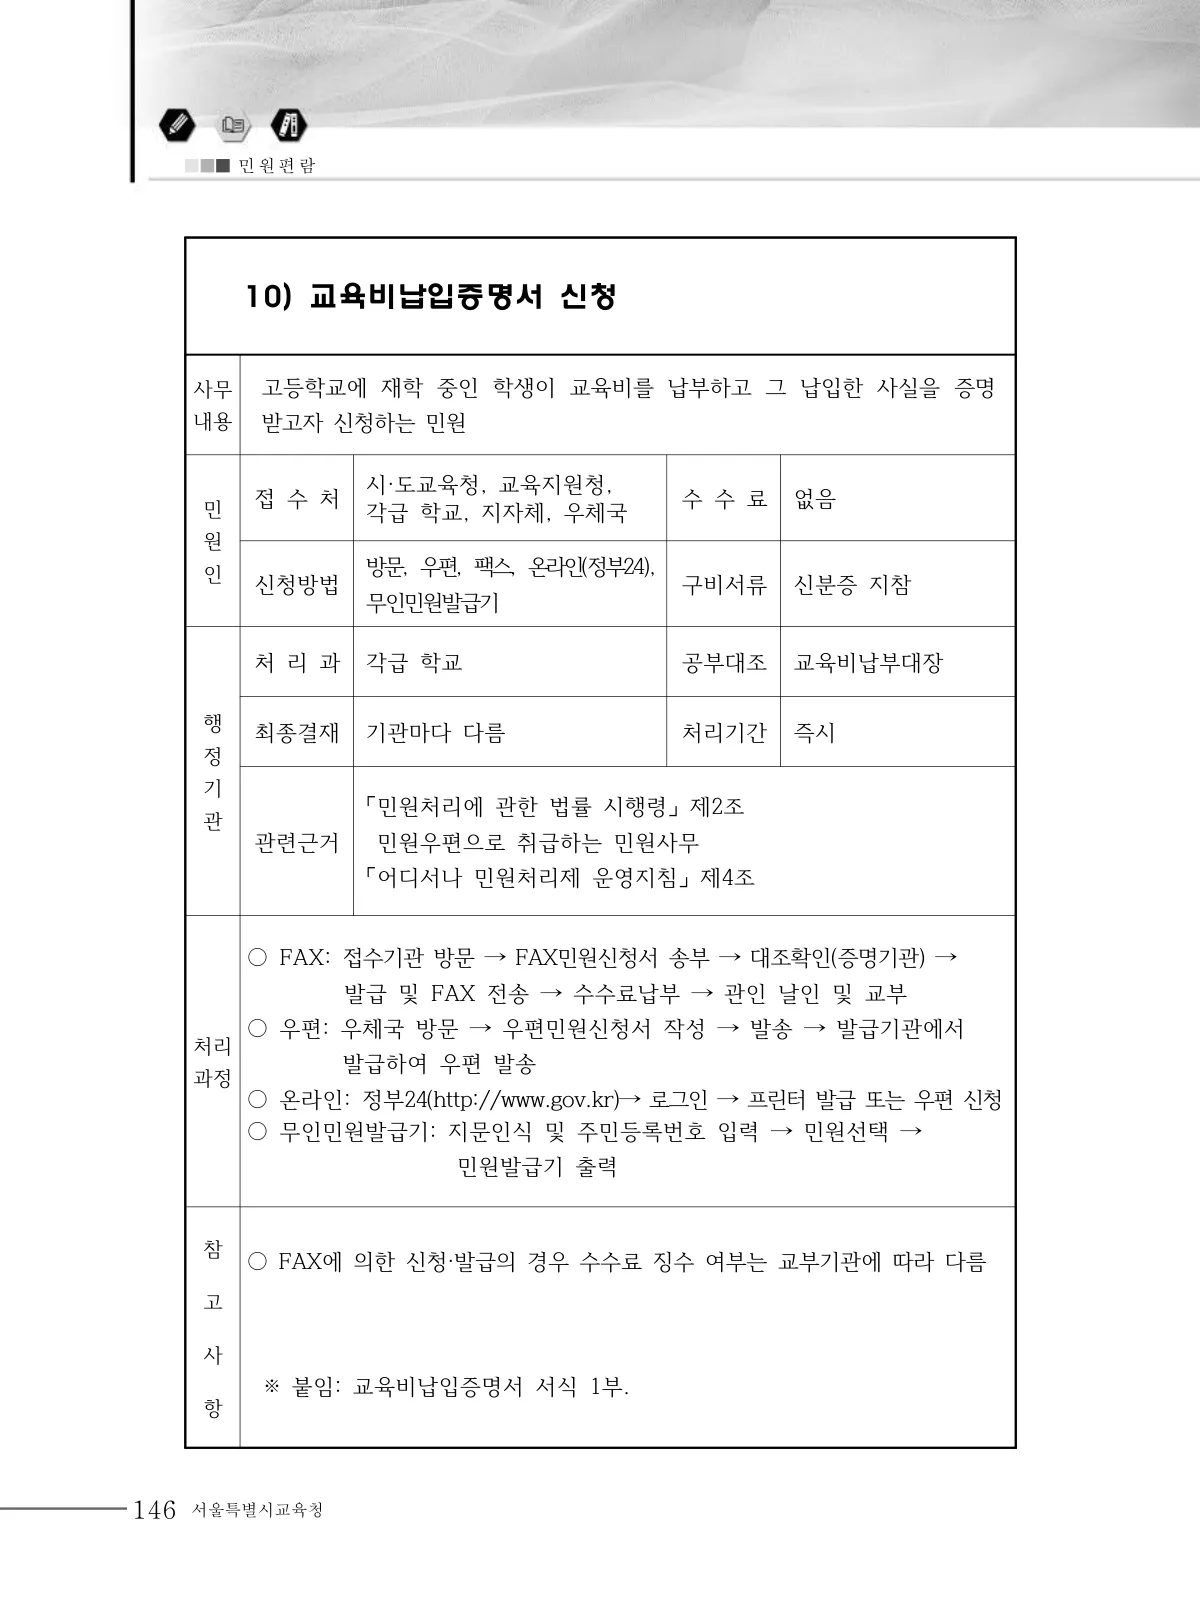 민원편람
10) 교육비납입증명서 신청
사무
내용
고등학교에 재학 중인 학생이 교육비를 납부하고 그 납입한 사실을 증명
받고자 신청하는 민원
민
원
인
접 수 처
시·도교육청, 교육지원청,
각급 학교, 지자체, 우체국
수 수 료
없음
신청방법
방문, 우편, 팩스, 온라인(정부24),
무인민원발급기
구비서류
신분증 지참
행
정
기
관
처 리 과
각급 학교
공부대조
교육비납부대장
최종결재
기관마다 다름
처리기간
즉시
관련근거
「민원처리에 관한 법률 시행령」제2조
민원우편으로 취급하는 민원사무
「어디서나 민원처리제 운영지침」제4조
처리
과정
○ FAX: 접수기관 방문 → FAX민원신청서 송부 → 대조확인(증명기관) →
발급 및 FAX 전송 → 수수료납부 → 관인 날인 및 교부
○ 우편: 우체국 방문 → 우편민원신청서 작성 → 발송 → 발급기관에서
발급하여 우편 발송
○ 온라인: 정부24(http://www.gov.kr)→ 로그인 → 프린터 발급 또는 우편 신청
○ 무인민원발급기: 지문인식 및 주민등록번호 입력 → 민원선택 →
민원발급기 출력
참
고
사
항
○ FAX에 의한 신청·발급의 경우 수수료 징수 여부는 교부기관에 따라 다름
※ 붙임: 교육비납입증명서 서식 1부.
146 서울특별시교육청